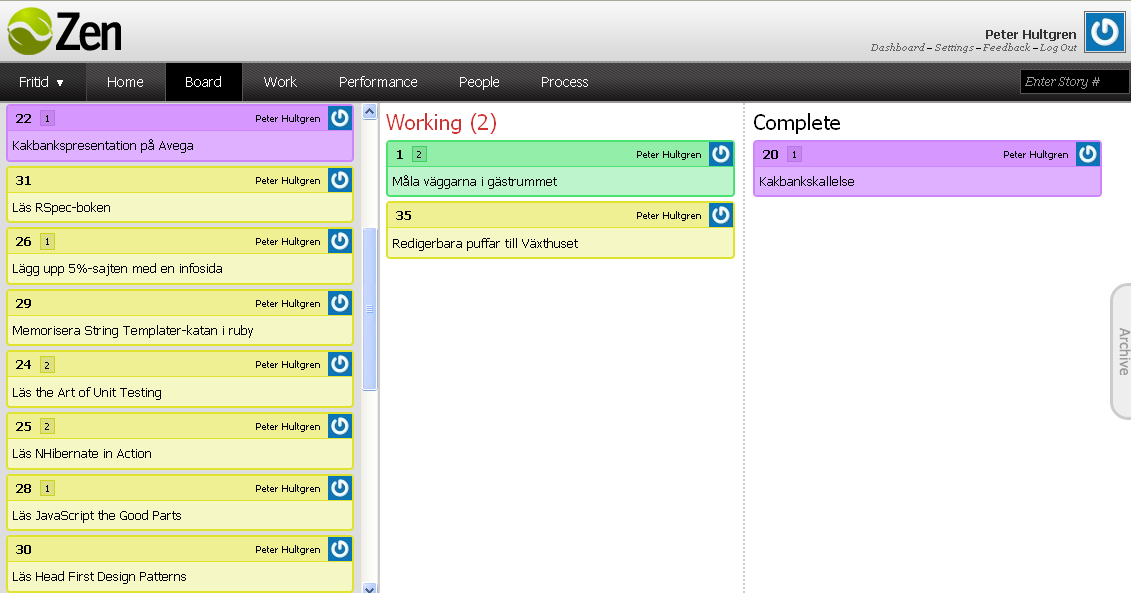 Zen
Peter Hultgren
Dashboard – Settings – Feedback – Log Out
Fritid ▼ Home Board Work Performance People Process Enter Story #
22 1 Peter Hultgren
Kakbankspresentation på Avega
31 Peter Hultgren
Läs RSpec-boken
26 1 Peter Hultgren
Lägg upp 5%-sajten med en infosida
29 Peter Hultgren
Memorisera String Templater-katan i ruby
24 2 Peter Hultgren
Läs the Art of Unit Testing
25 2 Peter Hultgren
Läs NHibernate in Action
28 1 Peter Hultgren
Läs JavaScript the Good Parts
30 Peter Hultgren
Läs Head First Design Patterns
Working (2)
1 2 Peter Hultgren
Måla väggarna i gästrummet
35 Peter Hultgren
Redigerbara puffar till Växthuset
Complete
20 1 Peter Hultgren
Kakbankskallelse
Archive